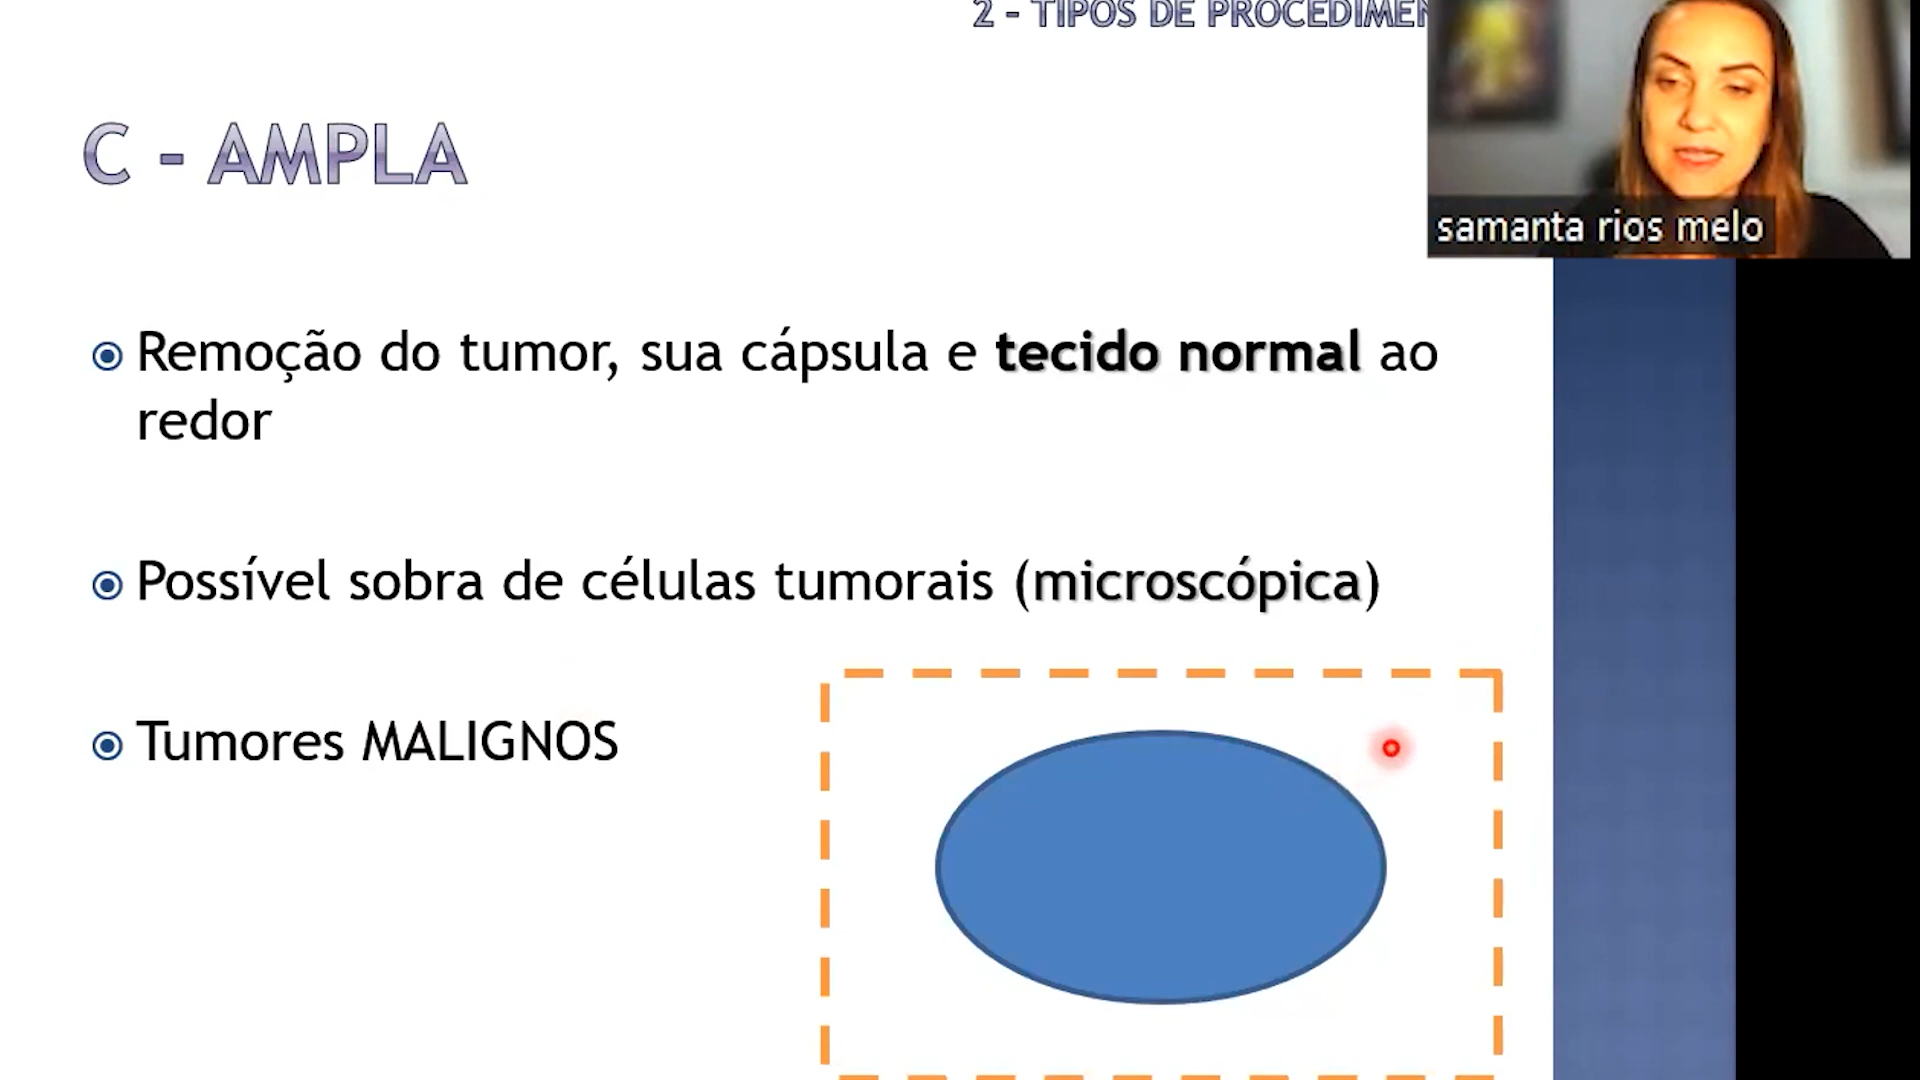 2 - TIPOS DE
C - AMPLA
samanta rios melo
Remoção do tumor, sua cápsula e tecido normal ao
redor
Possível sobra de células tumorais (microscópica)
Tumores MALIGNOS